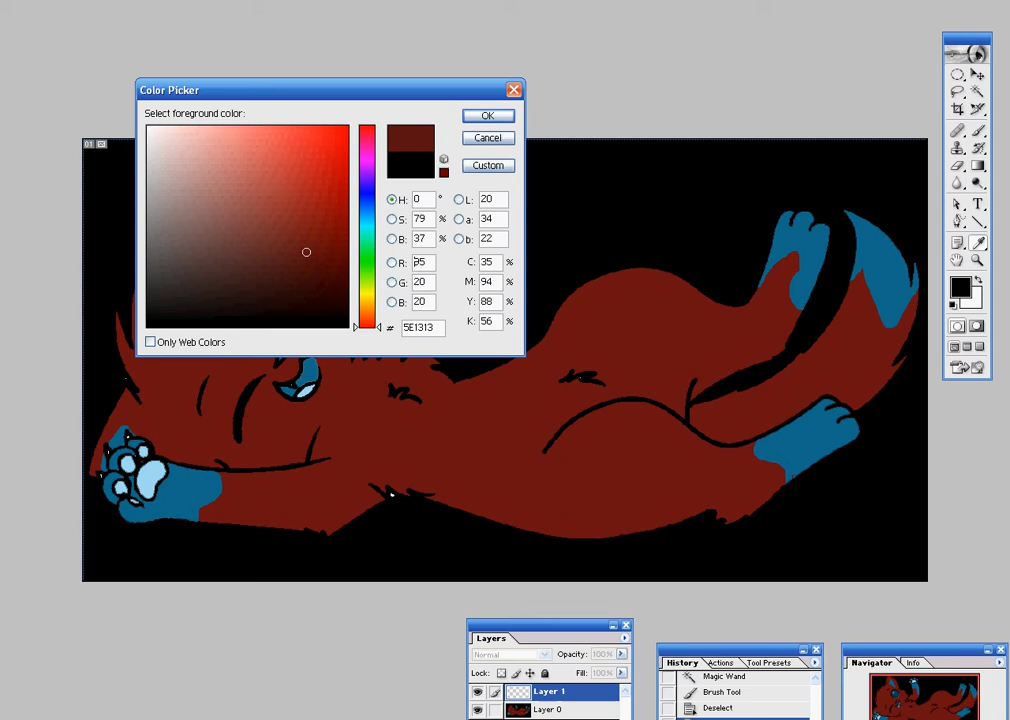 Color Picker
Select foreground color:
OK
Cancel
Custom
H: 0 °
L: 20
S: 79 %
a: 34
B: 37 %
b: 22
R: 95
C: 35 %
G: 20
M: 94 %
B: 20
Y: 88 %
# 5E1313
K: 56 %
Only Web Colors
01
T
Layers
Normal
Opacity: 100%
Lock:
Fill: 100%
Layer 1
Layer 0
History
Actions
Tool Presets
Magic Wand
Brush Tool
Deselect
Navigator
Info